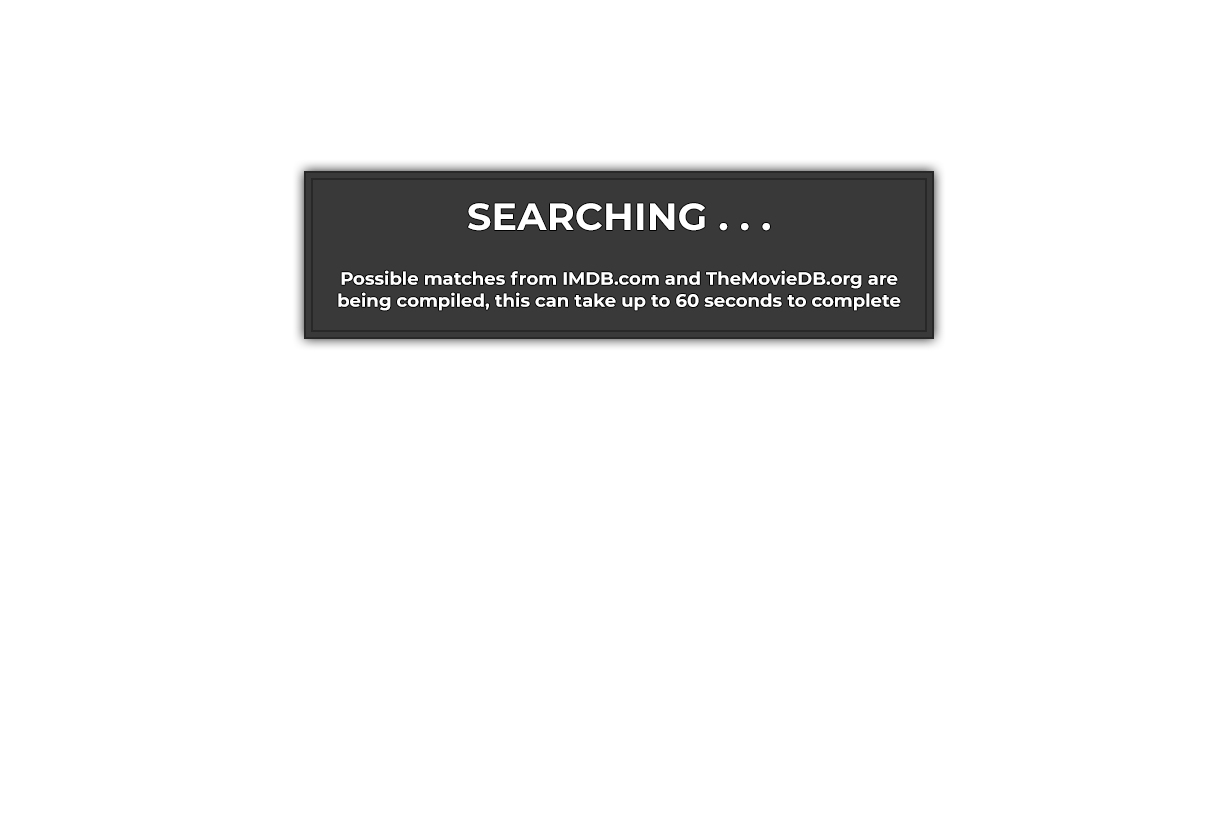 SEARCHING . . .
Possible matches from IMDB.com and TheMovieDB.org are
being compiled, this can take up to 60 seconds to complete